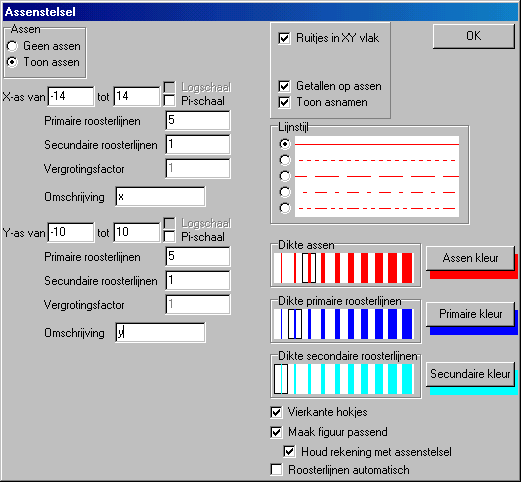 Assenstelsel
Assen
Geen assen
Toon assen
X-as van -14 tot 14
Logschaal
Pi-schaal
Primaire roosterlijnen 5
Secundaire roosterlijnen 1
Vergrotingsfactor 1
Omschrijving x
Y-as van -10 tot 10
Logschaal
Pi-schaal
Primaire roosterlijnen 5
Secundaire roosterlijnen 1
Vergrotingsfactor 1
Omschrijving y
Ruitjes in XY vlak
Getallen op assen
Toon asnamen
OK
Lijnstijl
Dikte assen
Assen kleur
Dikte primaire roosterlijnen
Primaire kleur
Dikte secondaire roosterlijnen
Secundaire kleur
Vierkante hokjes
Maak figuur passend
Houd rekening met assenstelsel
Roosterlijnen automatisch